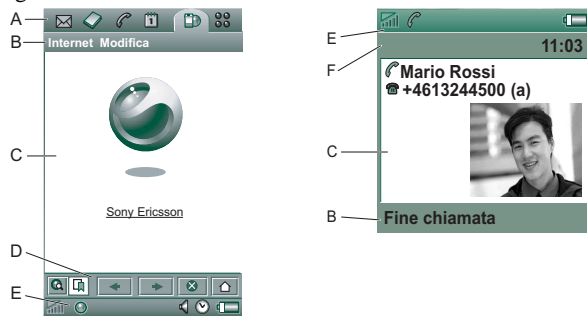 A
B
Internet Modifica
C
Sony Ericsson
D
E
E
F
11:03
Mario Rossi
+4613244500 (a)
C
B
Fine chiamata